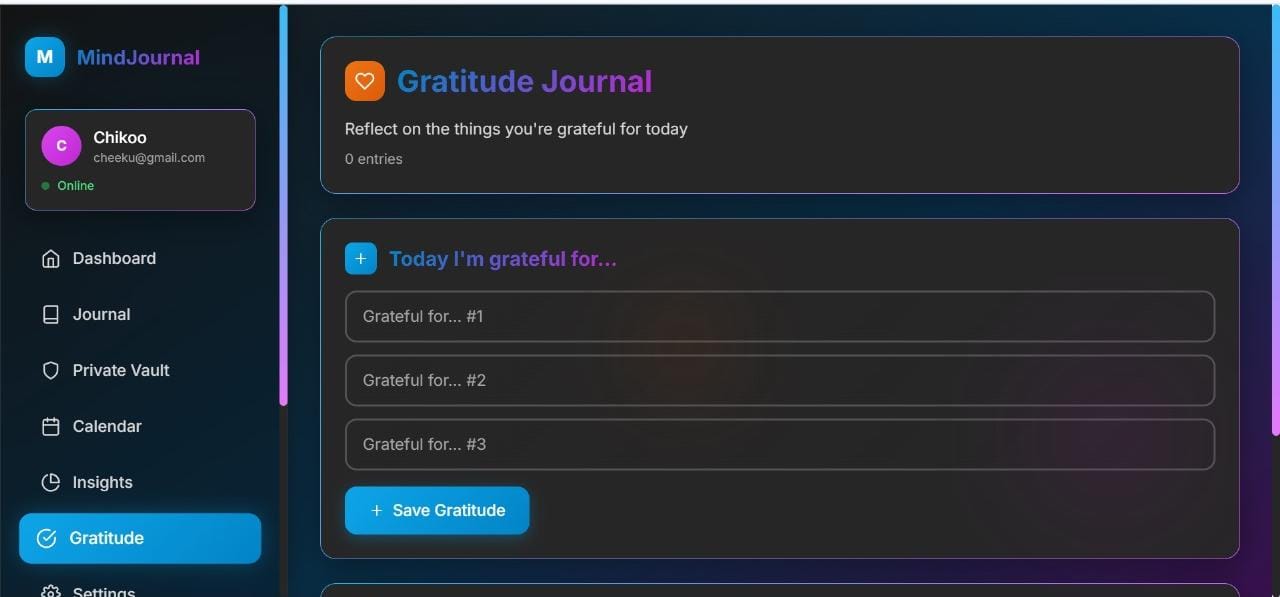 M MindJournal
C Chikoo
cheeku@gmail.com
Online
Dashboard
Journal
Private Vault
Calendar
Insights
Gratitude
Settings
Gratitude Journal
Reflect on the things you're grateful for today
0 entries
+ Today I'm grateful for...
Grateful for... #1
Grateful for... #2
Grateful for... #3
+ Save Gratitude